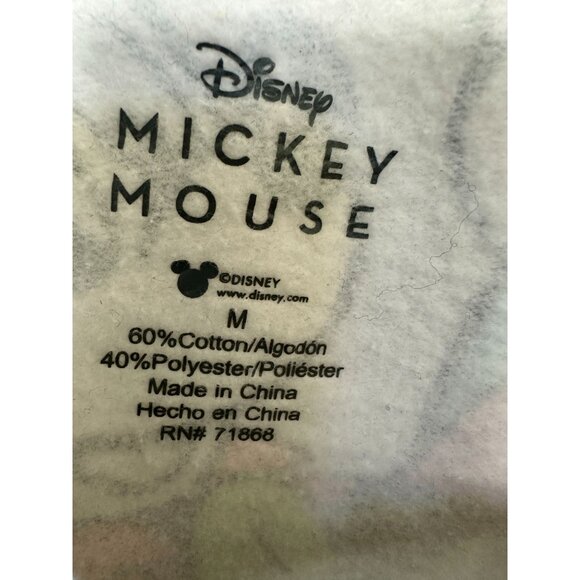 Disney
MICKEY
MOUSE
©DISNEY
www.disney.com
M
60%Cotton/Algodón
40%Polyester/Poliéster
Made in China
Hecho en China
RN# 71868